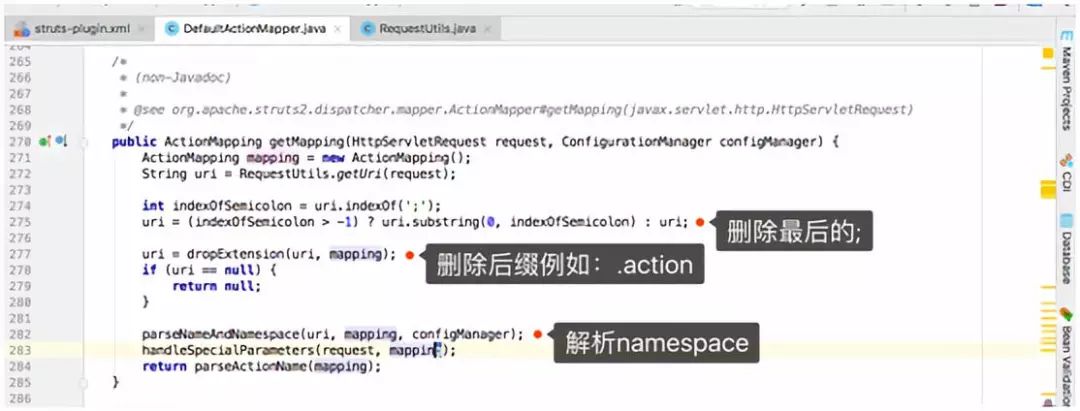 struts-plugin.xml DefaultActionMapper.java RequestUtils.java
265 /*
266 * (non-Javadoc)
267 *
268 * @see org.apache.struts2.dispatcher.mapper.ActionMapper#getMapping(javax.servlet.http.HttpServletRequest)
269 */
270 public ActionMapping getMapping(HttpServletRequest request, ConfigurationManager configManager) {
271 ActionMapping mapping = new ActionMapping();
272 String uri = RequestUtils.getUri(request);
273
274 int indexOfSemicolon = uri.indexOf(';');
275 uri = (indexOfSemicolon > -1) ? uri.substring(0, indexOfSemicolon) : uri; 删除最后的;
276
277 uri = dropExtension(uri, mapping); 删除后缀例如：.action
278 if (uri == null) {
279 return null;
280 }
281
282 parseNameAndNamespace(uri, mapping, configManager); 解析namespace
283 handleSpecialParameters(request, mapping);
284 return parseActionName(mapping);
285 }
286
Maven Projects
CDI
Database
Bean Validation